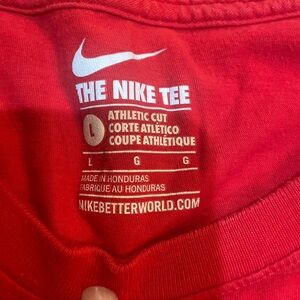 THE NIKE TEE
L
ATHLETIC CUT
CORTE ATLÉTICO
COUPE ATHLÉTIQUE
L G G
MADE IN HONDURAS
FABRIQUÉ AU HONDURAS
NIKEBETTERWORLD.COM